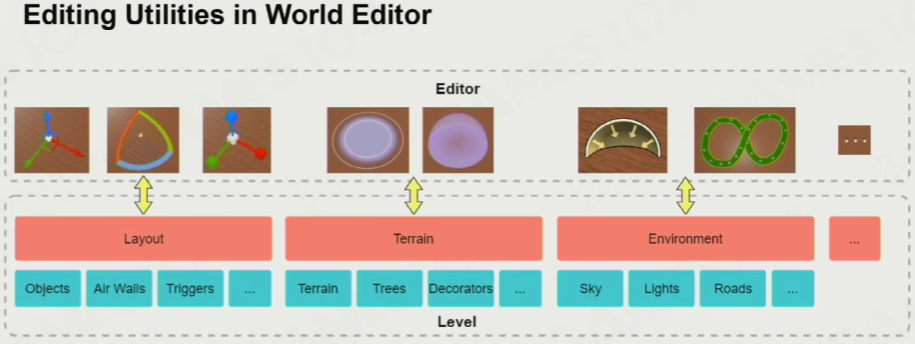 Editing Utilities in World Editor
Editor
...
Layout
Terrain
Environment
...
Objects
Air Walls
Triggers
...
Terrain
Trees
Decorators
...
Sky
Lights
Roads
...
Level